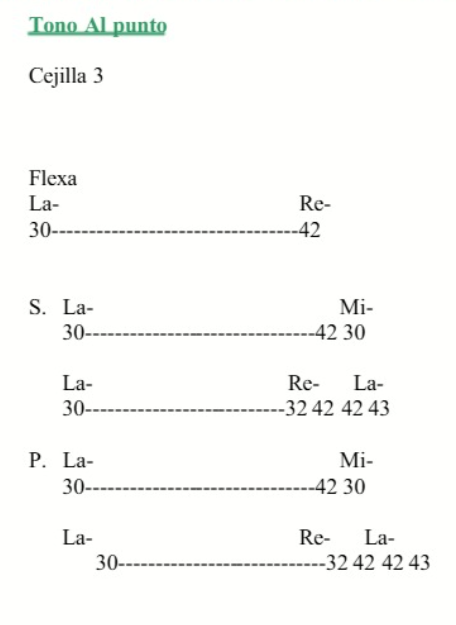 Tono Al punto
Cejilla 3
Flexa
La- Re-
30---------------------------------42
S. La- Mi-
30-------------------------------42 30
La- Re- La-
30---------------------------32 42 42 43
P. La- Mi-
30-------------------------------42 30
La- Re- La-
30----------------------------32 42 42 43